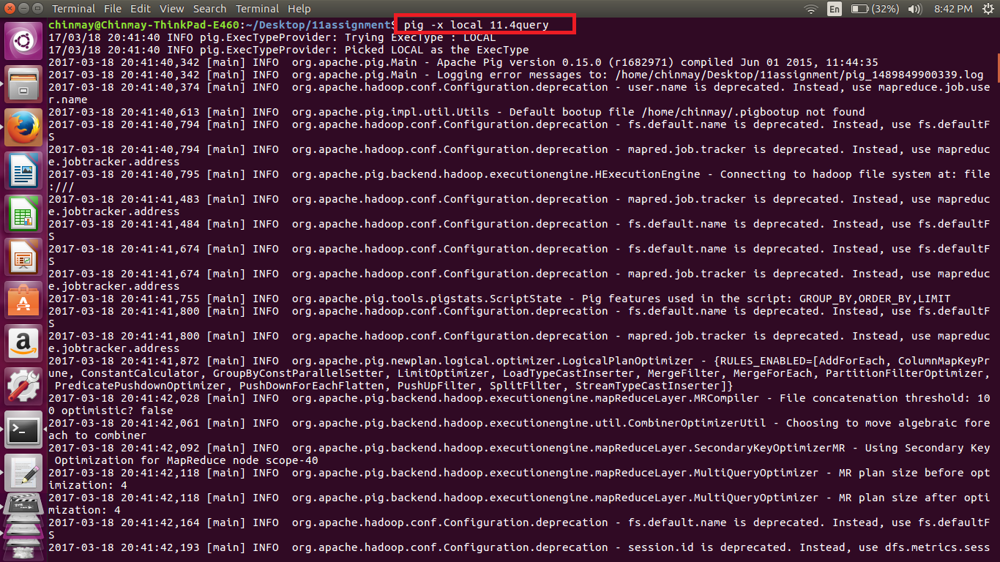 Terminal File Edit View Search Terminal Help En (32%) 8:42 PM
chinmay@Chinmay-ThinkPad-E460:~/Desktop/11assignment$ pig -x local 11.4query
17/03/18 20:41:40 INFO pig.ExecTypeProvider: Trying ExecType : LOCAL
17/03/18 20:41:40 INFO pig.ExecTypeProvider: Picked LOCAL as the ExecType
2017-03-18 20:41:40,342 [main] INFO  org.apache.pig.Main - Apache Pig version 0.15.0 (r1682971) compiled Jun 01 2015, 11:44:35
2017-03-18 20:41:40,342 [main] INFO  org.apache.pig.Main - Logging error messages to: /home/chinmay/Desktop/11assignment/pig_1489849900339.log
2017-03-18 20:41:40,374 [main] INFO  org.apache.hadoop.conf.Configuration.deprecation - user.name is deprecated. Instead, use mapreduce.job.use
r.name
2017-03-18 20:41:40,613 [main] INFO  org.apache.pig.impl.util.Utils - Default bootup file /home/chinmay/.pigbootup not found
2017-03-18 20:41:40,794 [main] INFO  org.apache.hadoop.conf.Configuration.deprecation - fs.default.name is deprecated. Instead, use fs.defaultF
S
2017-03-18 20:41:40,794 [main] INFO  org.apache.hadoop.conf.Configuration.deprecation - mapred.job.tracker is deprecated. Instead, use mapreduc
e.jobtracker.address
2017-03-18 20:41:40,795 [main] INFO  org.apache.pig.backend.hadoop.executionengine.HExecutionEngine - Connecting to hadoop file system at: file
:///
2017-03-18 20:41:41,483 [main] INFO  org.apache.hadoop.conf.Configuration.deprecation - mapred.job.tracker is deprecated. Instead, use mapreduc
e.jobtracker.address
2017-03-18 20:41:41,484 [main] INFO  org.apache.hadoop.conf.Configuration.deprecation - fs.default.name is deprecated. Instead, use fs.defaultF
S
2017-03-18 20:41:41,674 [main] INFO  org.apache.hadoop.conf.Configuration.deprecation - fs.default.name is deprecated. Instead, use fs.defaultF
S
2017-03-18 20:41:41,674 [main] INFO  org.apache.hadoop.conf.Configuration.deprecation - mapred.job.tracker is deprecated. Instead, use mapreduc
e.jobtracker.address
2017-03-18 20:41:41,755 [main] INFO  org.apache.pig.tools.pigstats.ScriptState - Pig features used in the script: GROUP_BY,ORDER_BY,LIMIT
2017-03-18 20:41:41,800 [main] INFO  org.apache.hadoop.conf.Configuration.deprecation - fs.default.name is deprecated. Instead, use fs.defaultF
S
2017-03-18 20:41:41,800 [main] INFO  org.apache.hadoop.conf.Configuration.deprecation - mapred.job.tracker is deprecated. Instead, use mapreduc
e.jobtracker.address
2017-03-18 20:41:41,872 [main] INFO  org.apache.pig.newplan.logical.optimizer.LogicalPlanOptimizer - {RULES_ENABLED=[AddForEach, ColumnMapKeyPr
une, ConstantCalculator, GroupByConstParallelSetter, LimitOptimizer, LoadTypeCastInserter, MergeFilter, MergeForEach, PartitionFilterOptimizer,
 PredicatePushdownOptimizer, PushDownForEachFlatten, PushUpFilter, SplitFilter, StreamTypeCastInserter]}
2017-03-18 20:41:42,028 [main] INFO  org.apache.pig.backend.hadoop.executionengine.mapReduceLayer.MRCompiler - File concatenation threshold: 10
0 optimistic? false
2017-03-18 20:41:42,061 [main] INFO  org.apache.pig.backend.hadoop.executionengine.util.CombinerOptimizerUtil - Choosing to move algebraic fore
ach to combiner
2017-03-18 20:41:42,092 [main] INFO  org.apache.pig.backend.hadoop.executionengine.mapReduceLayer.SecondaryKeyOptimizerMR - Using Secondary Key
 Optimization for MapReduce node scope-40
2017-03-18 20:41:42,118 [main] INFO  org.apache.pig.backend.hadoop.executionengine.mapReduceLayer.MultiQueryOptimizer - MR plan size before opt
imization: 4
2017-03-18 20:41:42,118 [main] INFO  org.apache.pig.backend.hadoop.executionengine.mapReduceLayer.MultiQueryOptimizer - MR plan size after opti
mization: 4
2017-03-18 20:41:42,164 [main] INFO  org.apache.hadoop.conf.Configuration.deprecation - fs.default.name is deprecated. Instead, use fs.defaultF
S
2017-03-18 20:41:42,193 [main] INFO  org.apache.hadoop.conf.Configuration.deprecation - session.id is deprecated. Instead, use dfs.metrics.sess